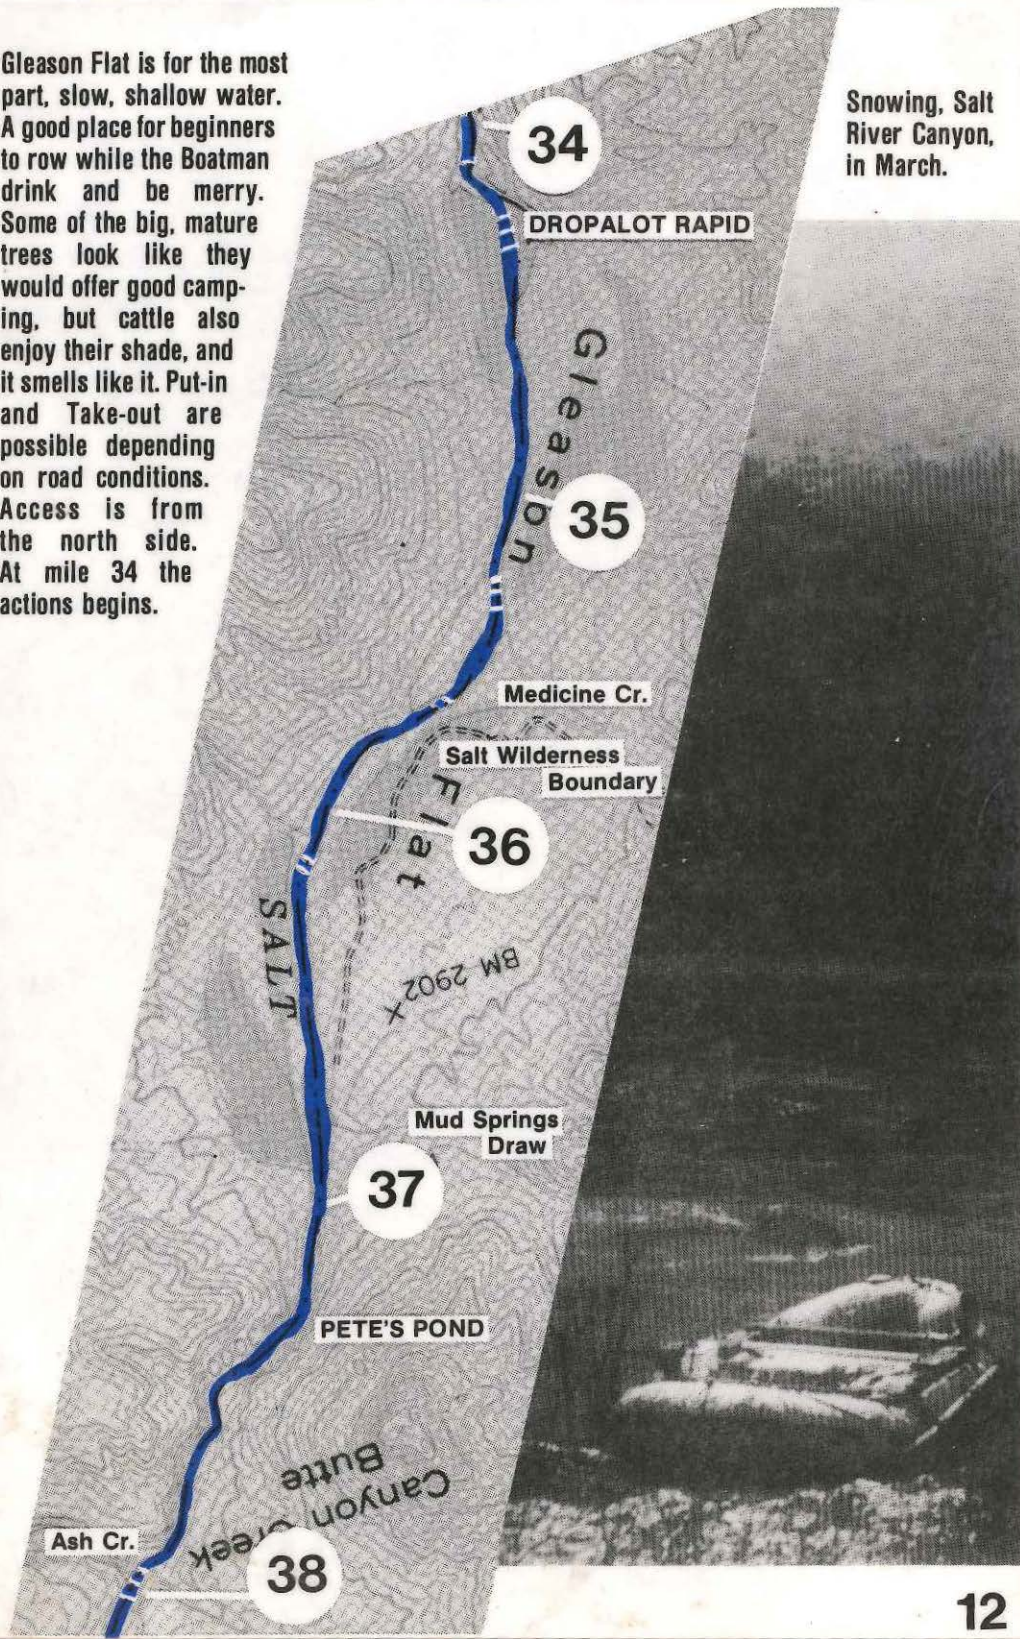 Gleason Flat is for the most
part, slow, shallow water.
A good place for beginners
to row while the Boatman
drink and be merry.
Some of the big, mature
trees look like they
would offer good camp-
ing, but cattle also
enjoy their shade, and
it smells like it. Put-in
and Take-out are
possible depending
on road conditions.
Access is from
the north side.
At mile 34 the
actions begins.
Snowing, Salt
River Canyon,
in March.
34
DROPALOT RAPID
Gleason
35
Medicine Cr.
Salt Wilderness
Boundary
Flat
36
SALT
BM 2902
X
Mud Springs
Draw
37
PETE'S POND
Canyon Creek
Butte
Ash Cr.
38
12